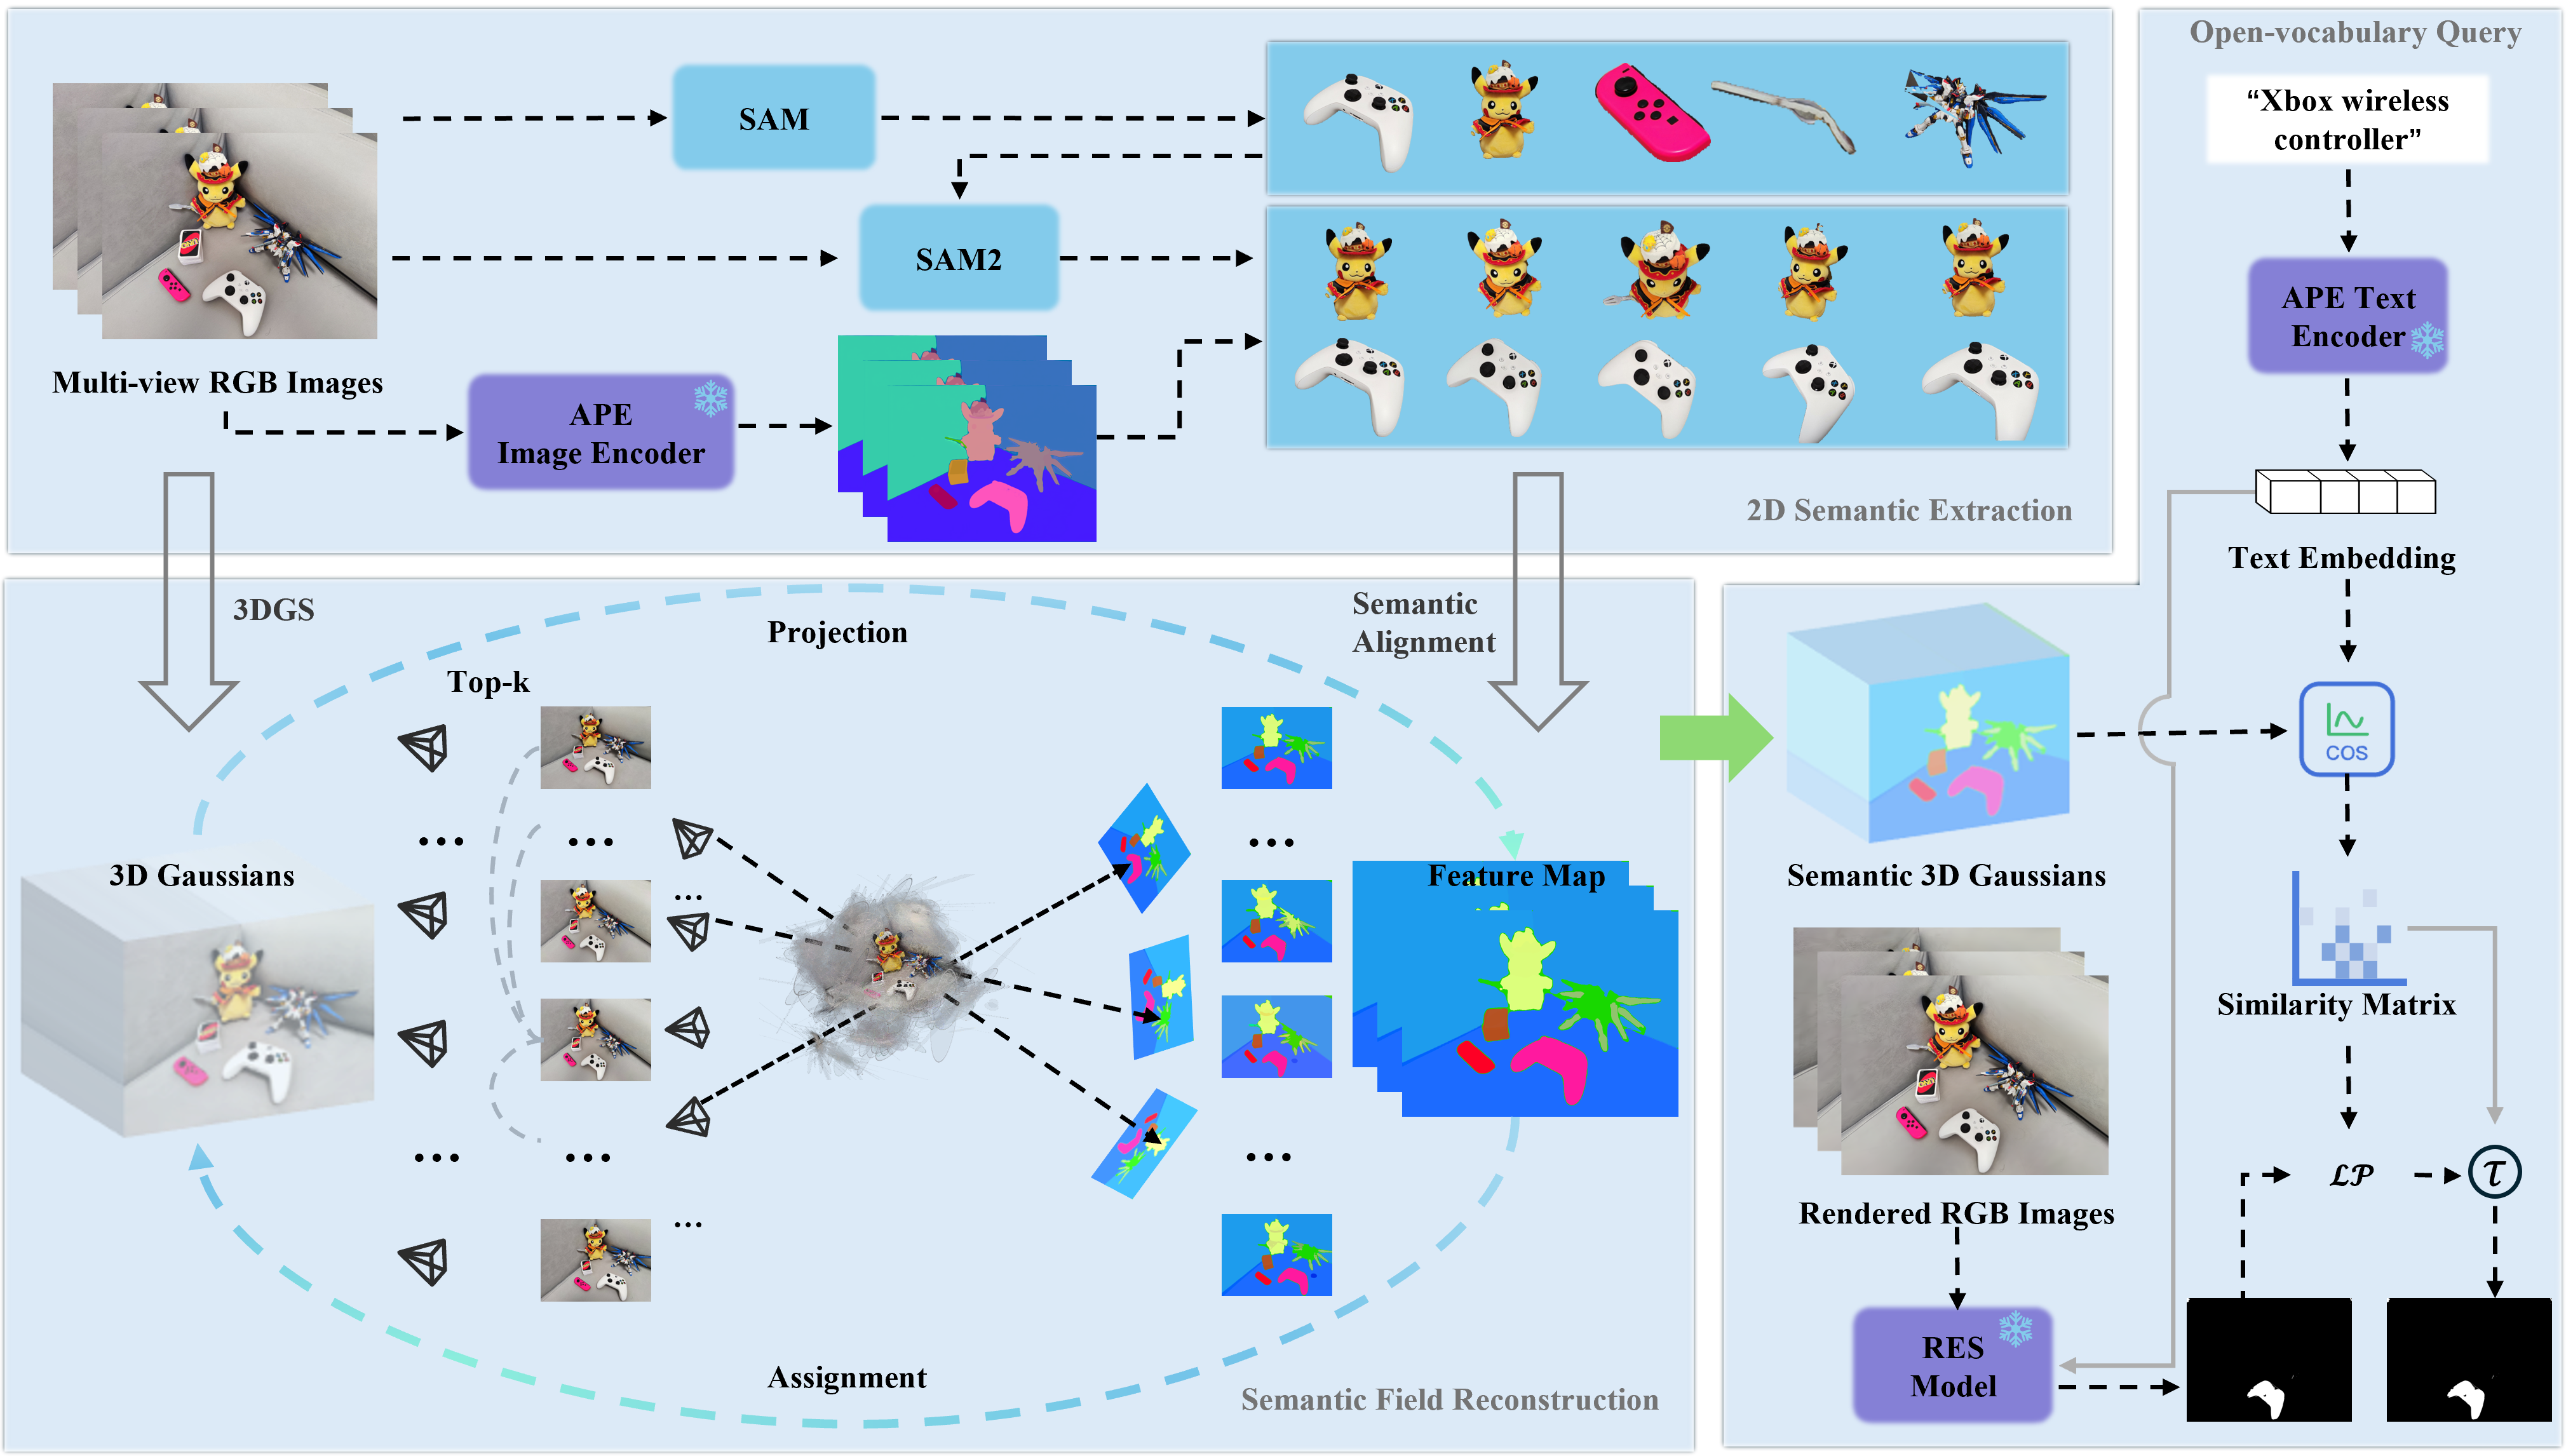 SAM
SAM2
Multi-view RGB Images
APE
Image Encoder
2D Semantic Extraction
3DGS
Semantic
Alignment
Projection
Top-k
3D Gaussians
Feature Map
Assignment
Semantic Field Reconstruction
Open-vocabulary Query
“Xbox wireless
controller”
APE Text
Encoder
Text Embedding
COS
Semantic 3D Gaussians
Similarity Matrix
Rendered RGB Images
LP
τ
RES
Model